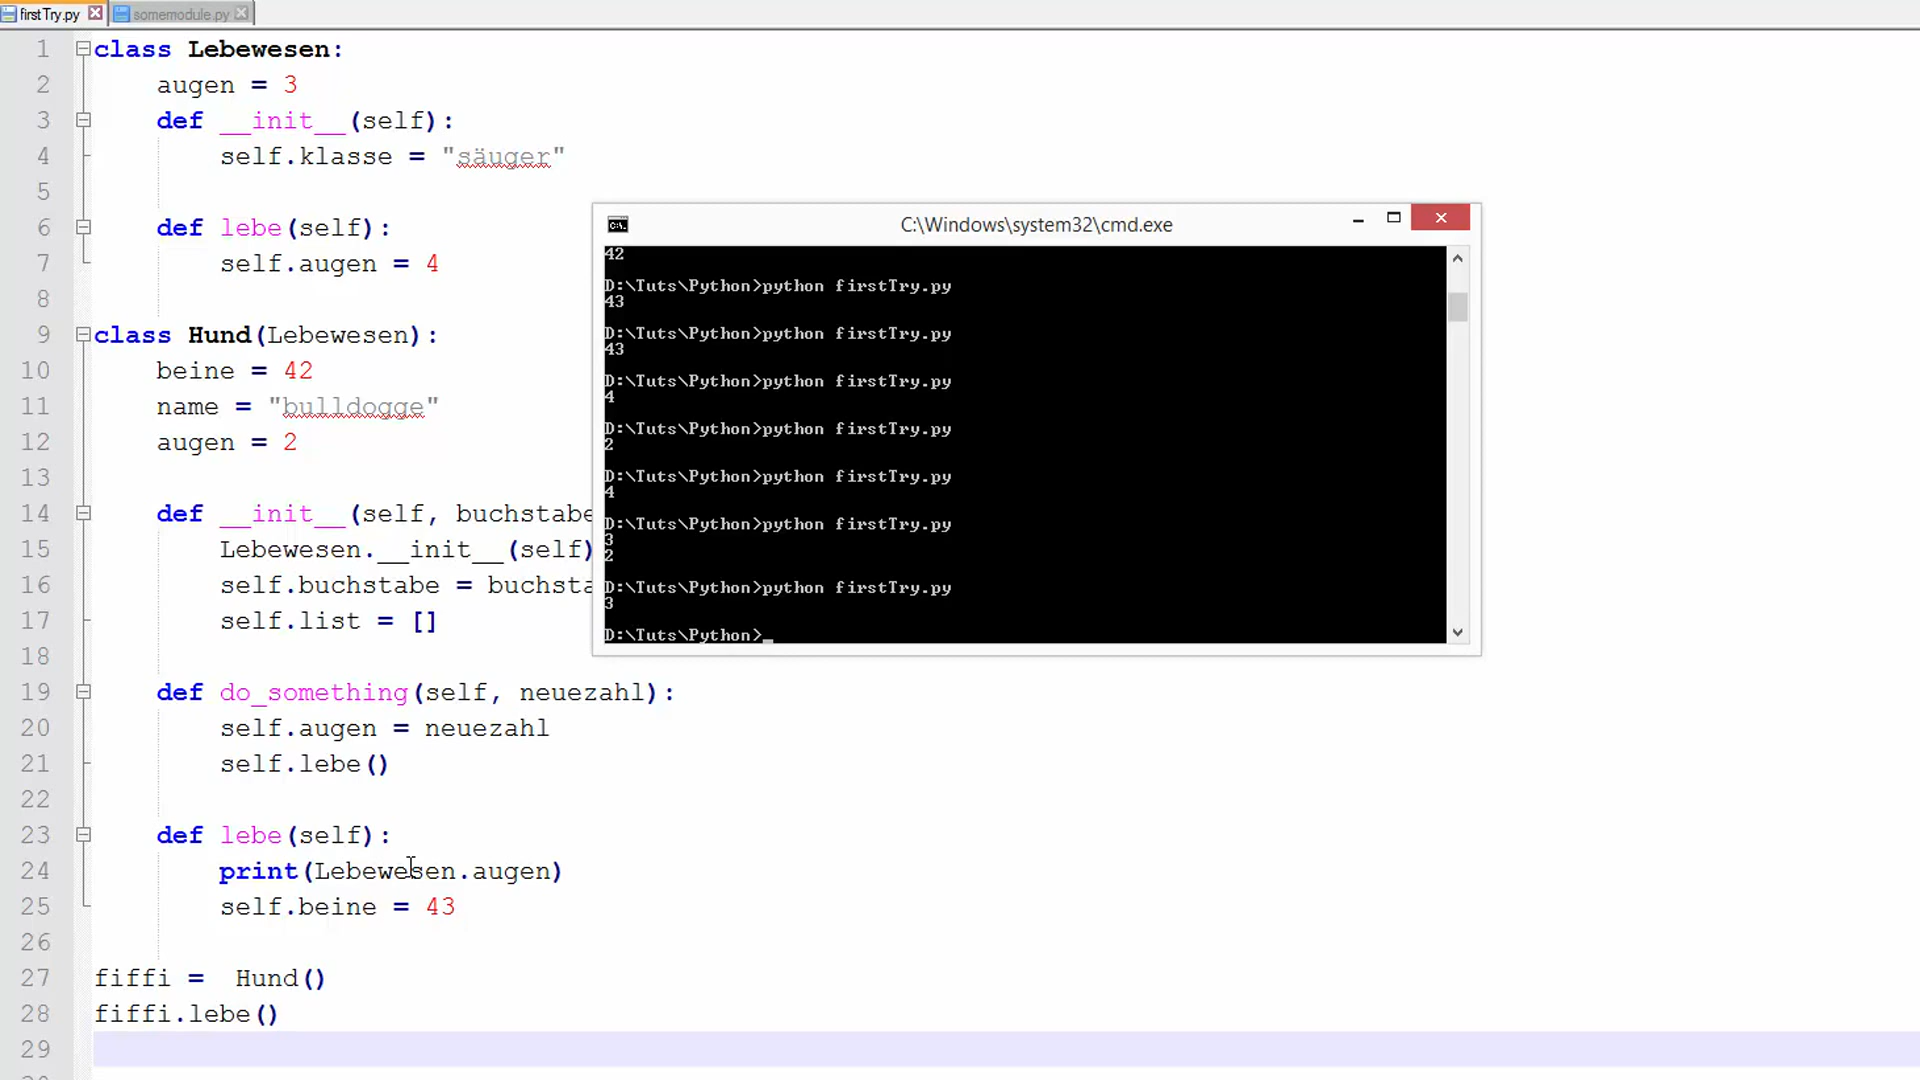 firstTry.py somemodule.py
1 class Lebewesen:
2 augen = 3
3 def __init__(self):
4 self.klasse = "säuger"
5
6 def lebe(self):
7 self.augen = 4
8
9 class Hund(Lebewesen):
10 beine = 42
11 name = "bulldogge"
12 augen = 2
13
14 def __init__(self, buchstabe
15 Lebewesen.__init__(self)
16 self.buchstabe = buchsta
17 self.list = []
18
19 def do_something(self, neuezahl):
20 self.augen = neuezahl
21 self.lebe()
22
23 def lebe(self):
24 print(Lebewesen.augen)
25 self.beine = 43
26
27 fiffi = Hund()
28 fiffi.lebe()
29
C:\Windows\system32\cmd.exe
42
D:\Tuts\Python>python firstTry.py
43
D:\Tuts\Python>python firstTry.py
43
D:\Tuts\Python>python firstTry.py
4
D:\Tuts\Python>python firstTry.py
2
D:\Tuts\Python>python firstTry.py
4
D:\Tuts\Python>python firstTry.py
3
2
D:\Tuts\Python>python firstTry.py
3
D:\Tuts\Python>_